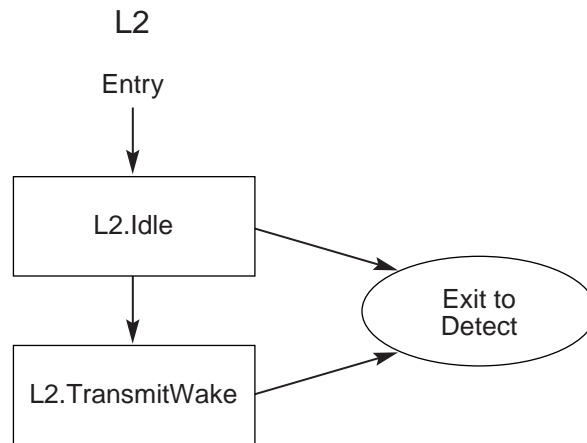 L2
Entry
L2.Idle
Exit to
Detect
L2.TransmitWake